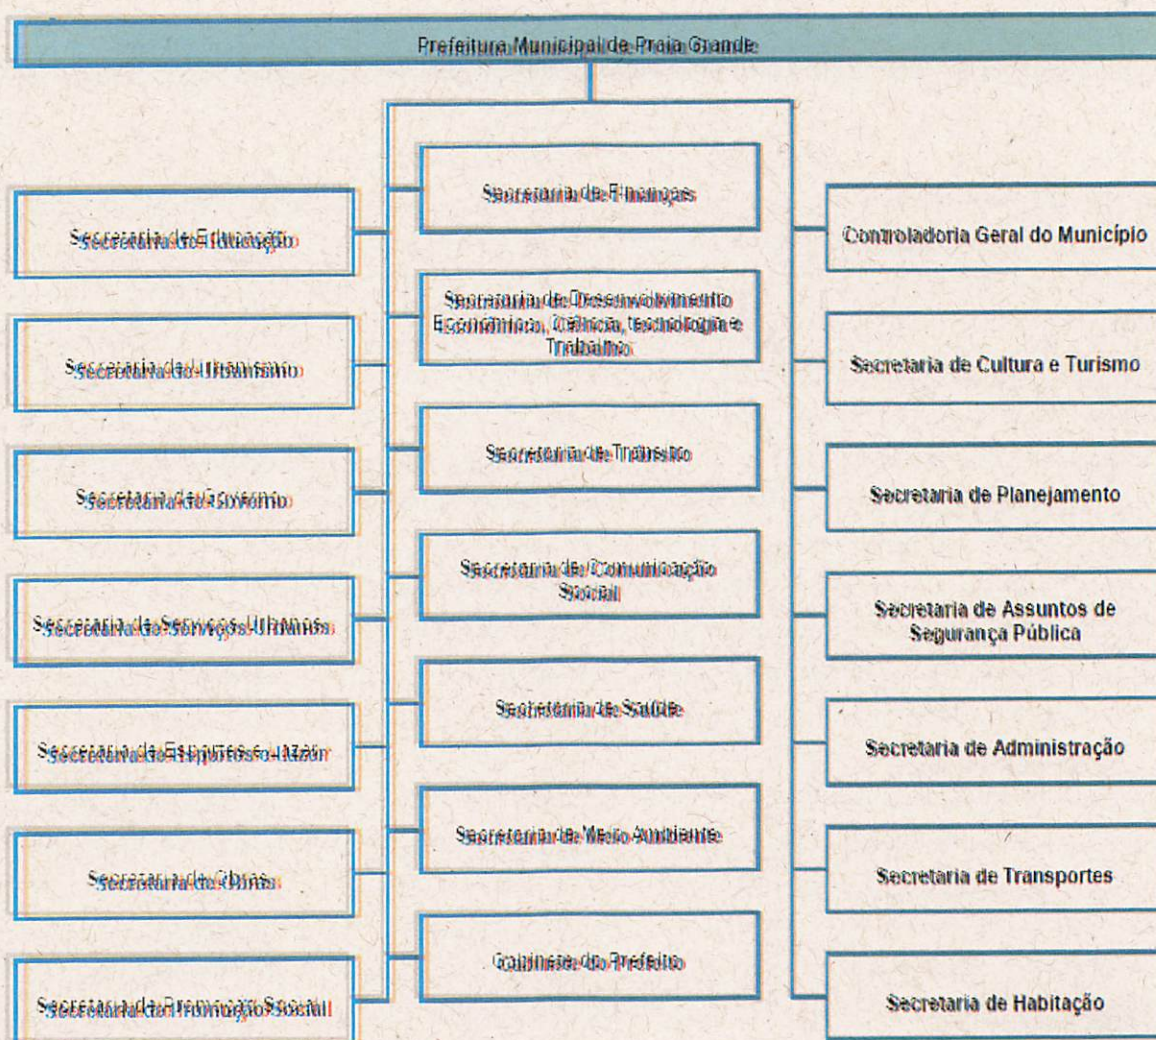 Prefeitura Municipal de Praia Grande
Secretaria de Educação
Secretaria de Urbanismo
Secretaria de Governo
Secretaria de Serviços Urbanos
Secretaria de Esportes e Lazer
Secretaria de Obras
Secretaria de Promoção Social
Secretaria de Finanças
Secretaria de Desenvolvimento
Econômico, Ciência, tecnologia e
Trabalho
Secretaria de Trânsito
Secretaria de Comunicação
Social
Secretaria de Saúde
Secretaria de Meio Ambiente
Gabinete do Prefeito
Controladoria Geral do Município
Secretaria de Cultura e Turismo
Secretaria de Planejamento
Secretaria de Assuntos de
Segurança Pública
Secretaria de Administração
Secretaria de Transportes
Secretaria de Habitação